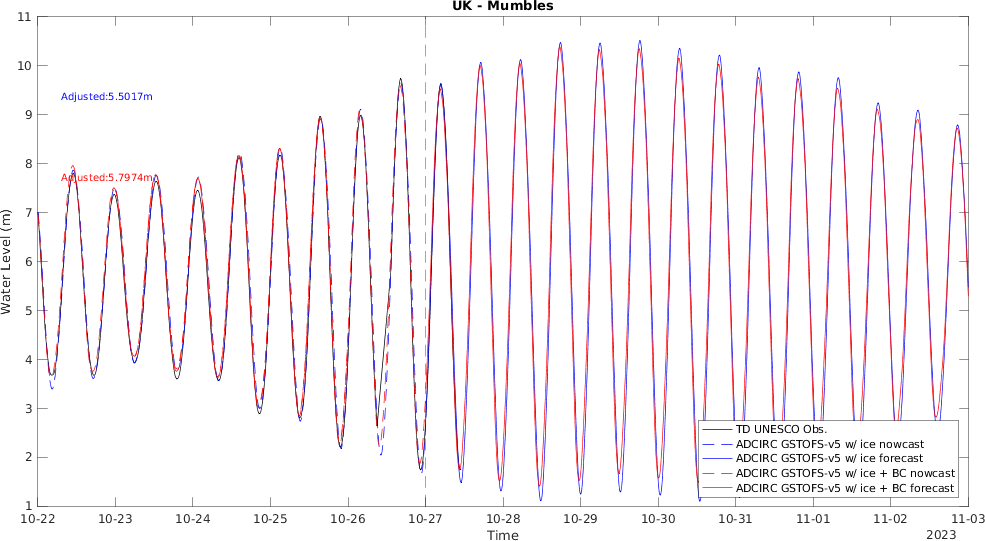 UK - Mumbles
11
10
9
8
7
6
5
4
3
2
1
Water Level (m)
Adjusted:5.5017m
Adjusted:5.7974m
TD UNESCO Obs.
ADCIRC GSTOFS-v5 w/ ice nowcast
ADCIRC GSTOFS-v5 w/ ice forecast
ADCIRC GSTOFS-v5 w/ ice + BC nowcast
ADCIRC GSTOFS-v5 w/ ice + BC forecast
10-22 10-23 10-24 10-25 10-26 10-27 10-28 10-29 10-30 10-31 11-01 11-02 11-03
Time
2023